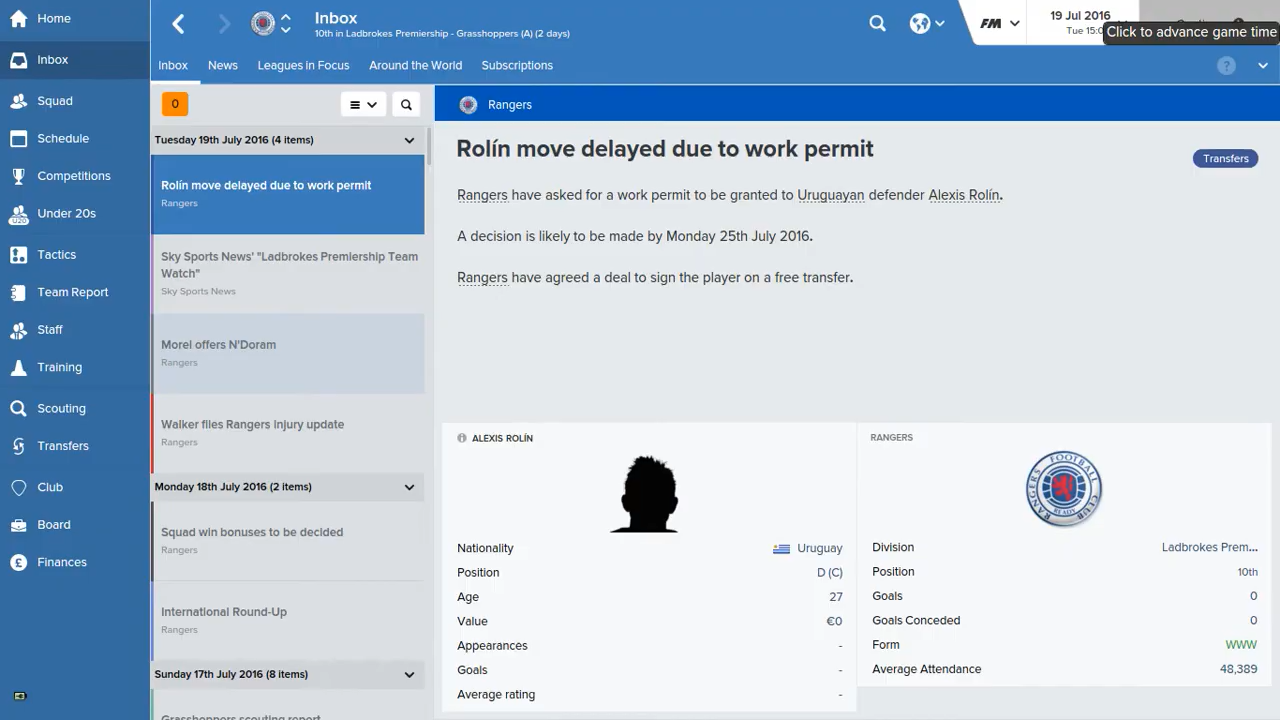 Home
Inbox
Squad
Schedule
Competitions
Under 20s
Tactics
Team Report
Staff
Training
Scouting
Transfers
Club
Board
Finances
Inbox
10th in Ladbrokes Premiership - Grasshoppers (A) (2 days)
FM
19 Jul 2016
Tue 15:0
Click to advance game time
Inbox
News
Leagues in Focus
Around the World
Subscriptions
?
0
Tuesday 19th July 2016 (4 items)
Rolín move delayed due to work permit
Rangers
Sky Sports News' "Ladbrokes Premiership Team
Watch"
Sky Sports News
Morel offers N'Doram
Rangers
Walker files Rangers injury update
Rangers
Monday 18th July 2016 (2 items)
Squad win bonuses to be decided
Rangers
International Round-Up
Rangers
Sunday 17th July 2016 (8 items)
Grasshoppers scouting report
Rangers
Rolín move delayed due to work permit
Transfers
Rangers have asked for a work permit to be granted to Uruguayan defender Alexis Rolín.
A decision is likely to be made by Monday 25th July 2016.
Rangers have agreed a deal to sign the player on a free transfer.
ALEXIS ROLÍN
Nationality Uruguay
Position D (C)
Age 27
Value €0
Appearances -
Goals -
Average rating -
RANGERS
RANGERS FOOTBALL CLUB
READY
Division Ladbrokes Prem...
Position 10th
Goals 0
Goals Conceded 0
Form WWW
Average Attendance 48,389